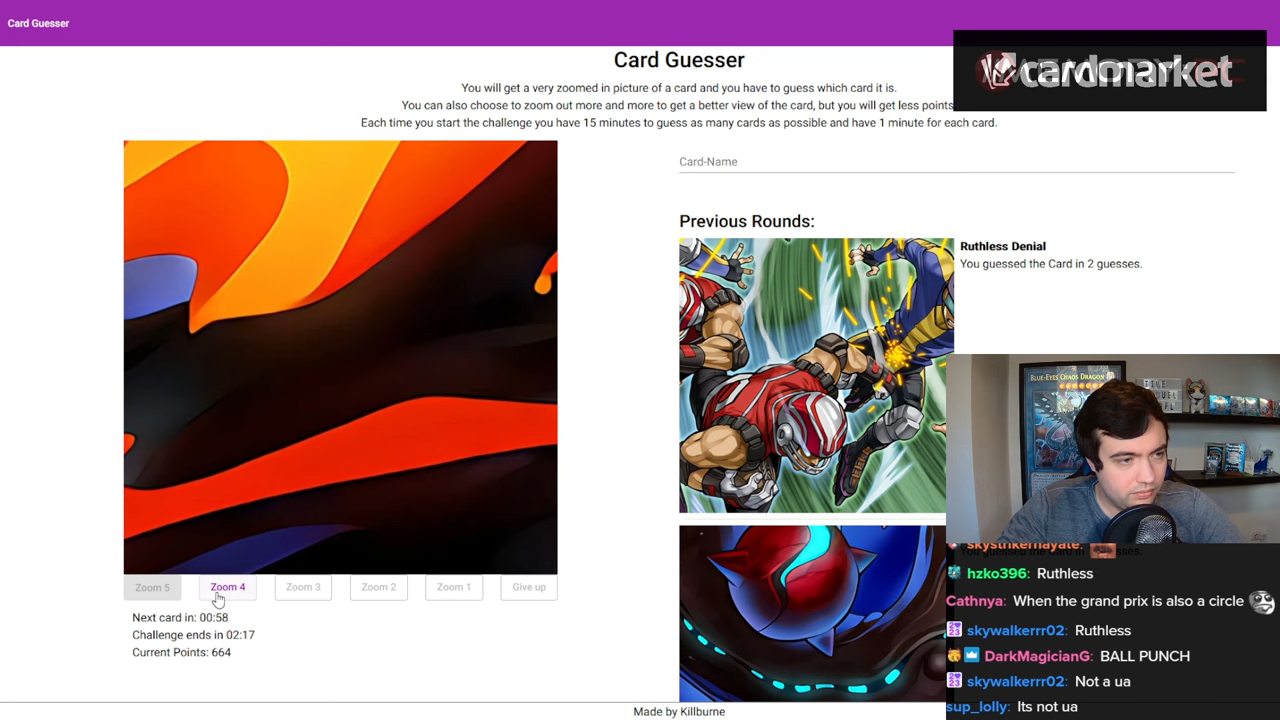 Card Guesser
cardmarket
Card Guesser
You will get a very zoomed in picture of a card and you have to guess which card it is.
You can also choose to zoom out more and more to get a better view of the card, but you will get less points
Each time you start the challenge you have 15 minutes to guess as many cards as possible and have 1 minute for each card.
Card-Name
Previous Rounds:
Ruthless Denial
You guessed the Card in 2 guesses.
BLUE-EYES CHAOS DRAGON
Zoom 5
Zoom 4
Zoom 3
Zoom 2
Zoom 1
Give up
Next card in: 00:58
Challenge ends in 02:17
Current Points: 664
skystrikerhayate:
hzko396: Ruthless
Cathnya: When the grand prix is also a circle
skywalkerrr02: Ruthless
DarkMagicianG: BALL PUNCH
skywalkerrr02: Not a ua
sup_lolly: Its not ua
Made by Killburne